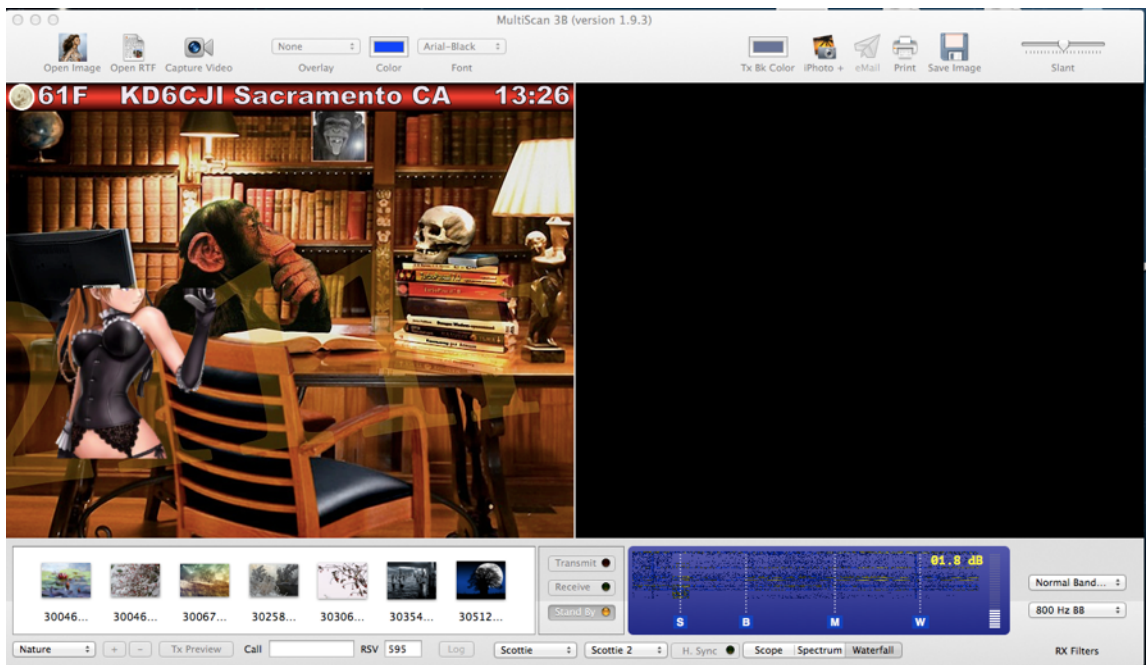 MultiScan 3B (version 1.9.3)
None
Arial-Black
Open Image
Open RTF
Capture Video
Overlay
Color
Font
Tx Bk Color
iPhoto +
eMail
Print
Save Image
Slant
61F KD6CJI Sacramento CA 13:26
Transmit
Receive
Stand By
01.8 dB
S B M W
Normal Band...
800 Hz BB
30046...
30046...
30067...
30258...
30306...
30354...
30512...
Nature
+
-
Tx Preview
Call
RSV
595
Log
Scottie
Scottie 2
H. Sync
Scope
Spectrum
Waterfall
RX Filters